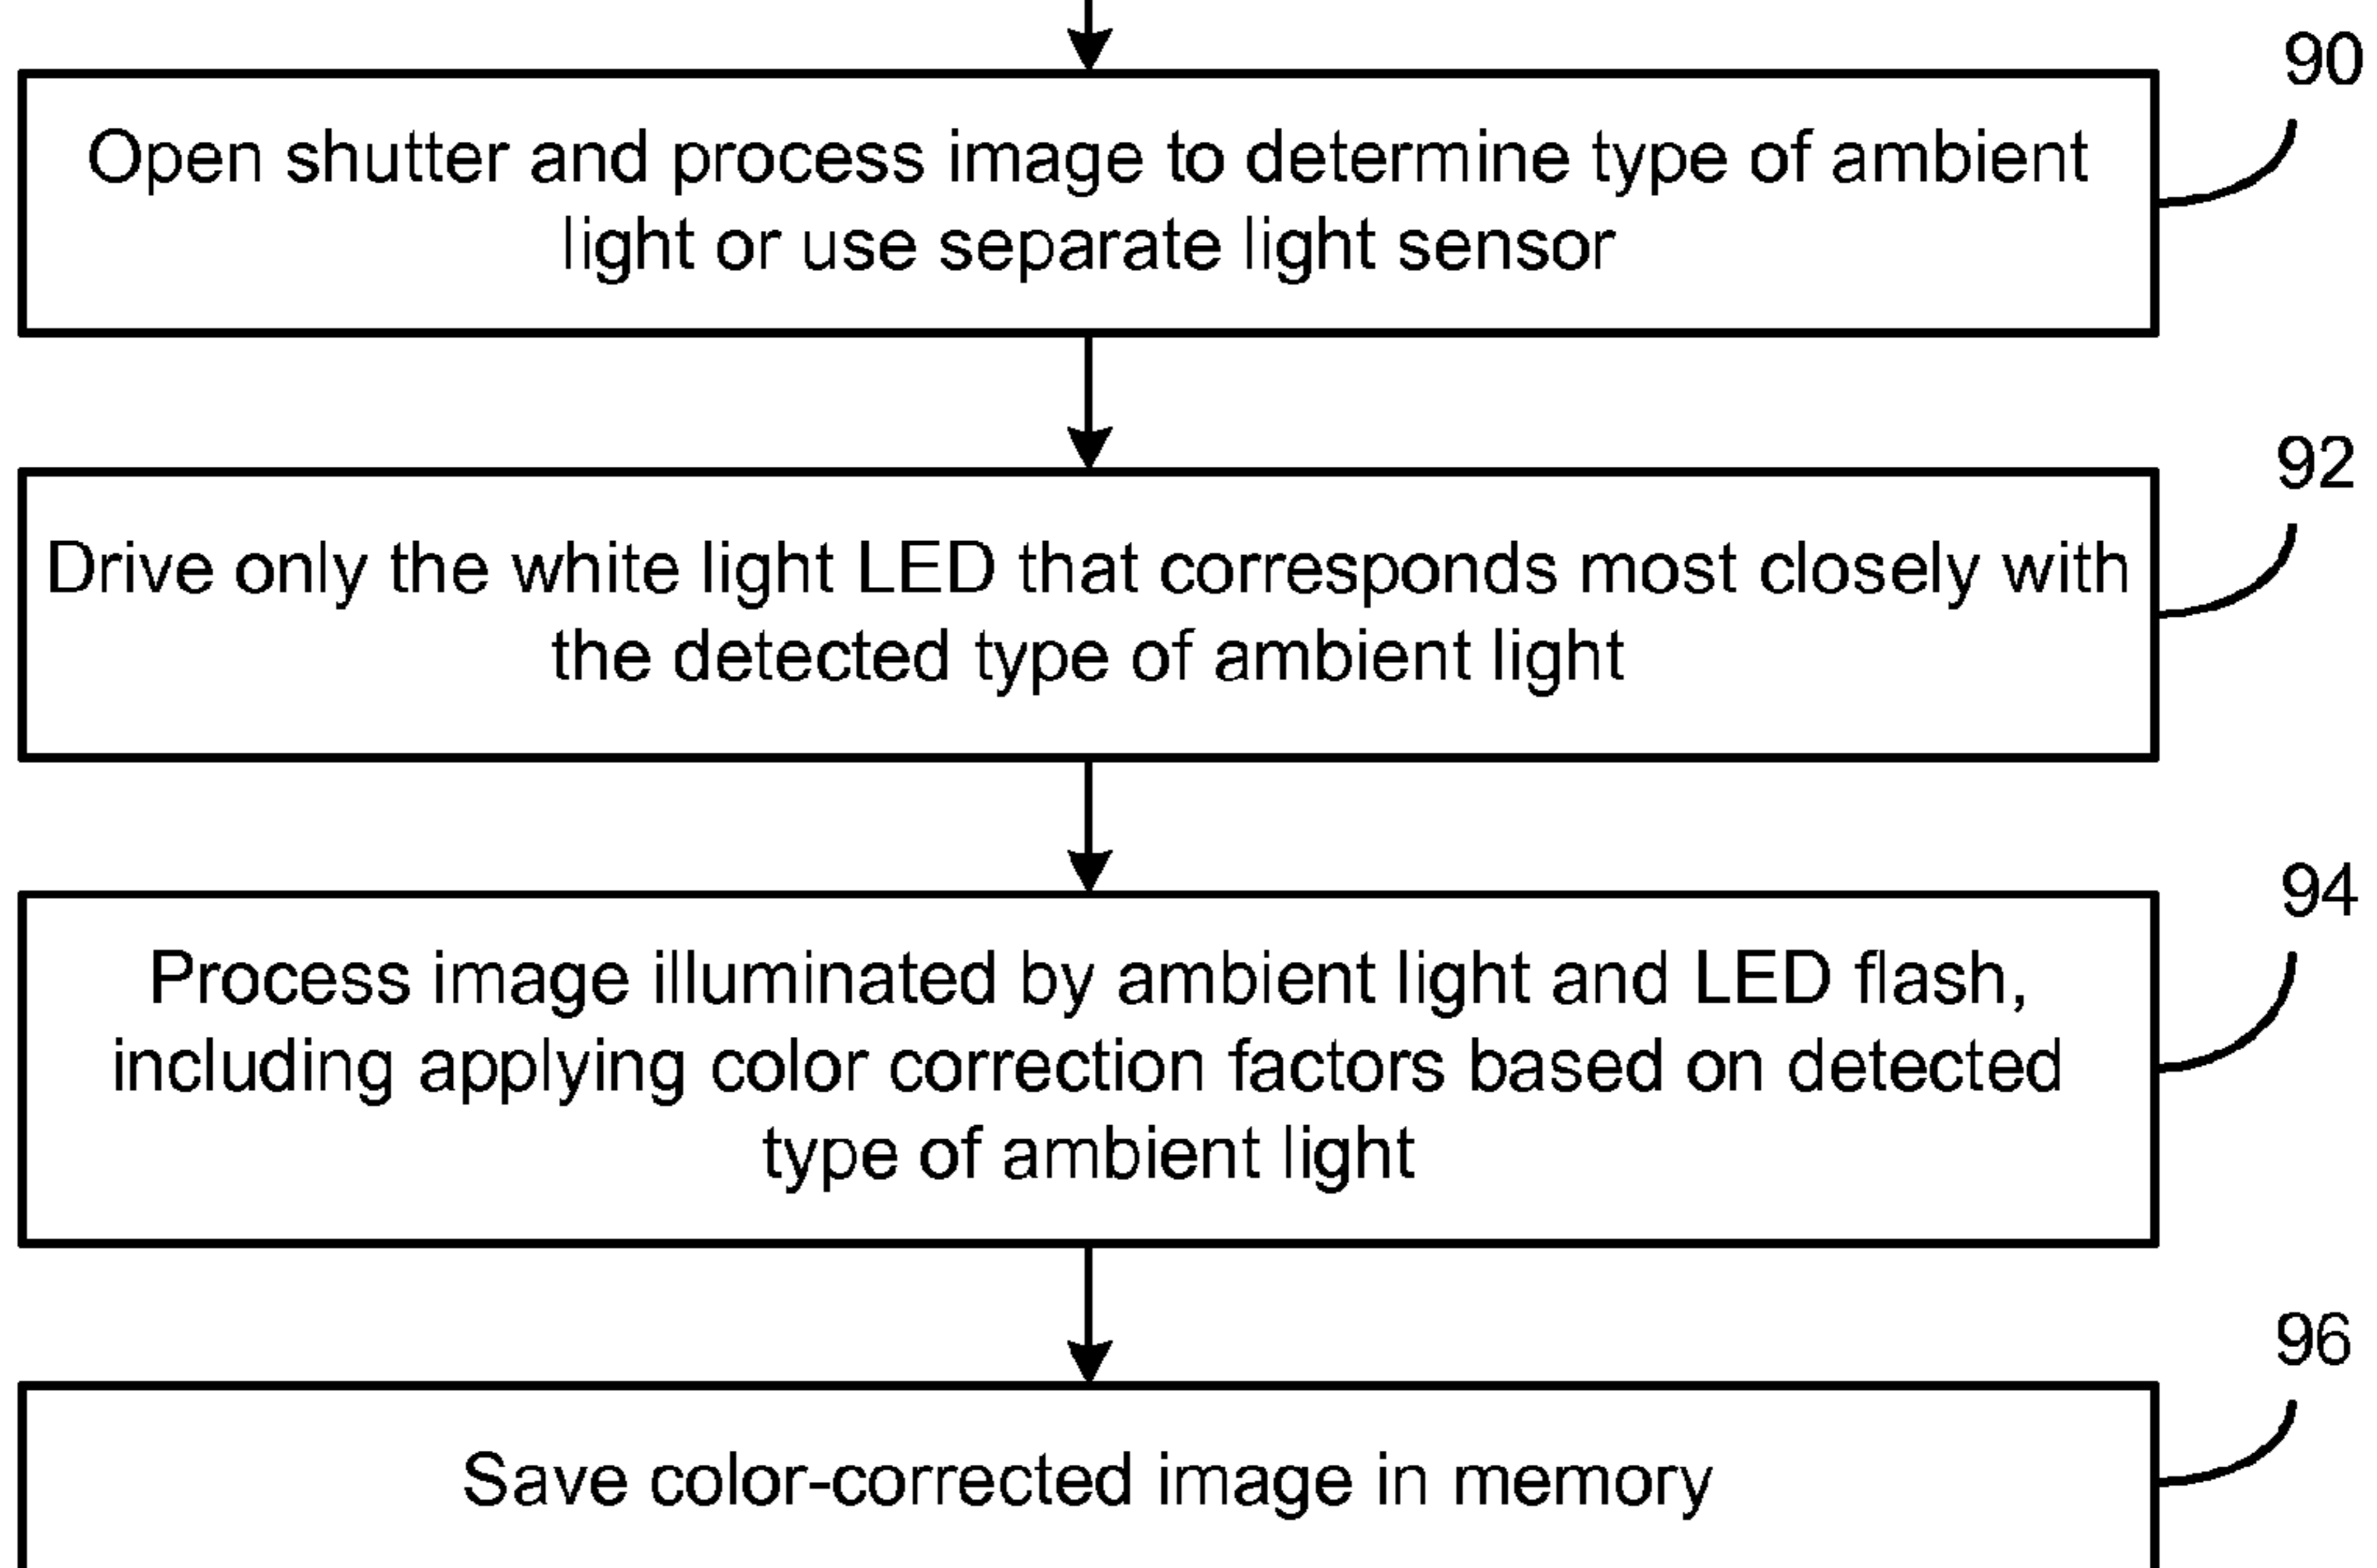 90
Open shutter and process image to determine type of ambient
light or use separate light sensor
92
Drive only the white light LED that corresponds most closely with
the detected type of ambient light
94
Process image illuminated by ambient light and LED flash,
including applying color correction factors based on detected
type of ambient light
96
Save color-corrected image in memory